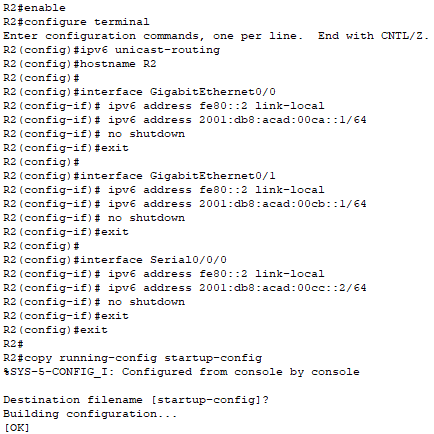 R2#enable
R2#configure terminal
Enter configuration commands, one per line.  End with CNTL/Z.
R2(config)#ipv6 unicast-routing
R2(config)#hostname R2
R2(config)#
R2(config)#interface GigabitEthernet0/0
R2(config-if)# ipv6 address fe80::2 link-local
R2(config-if)# ipv6 address 2001:db8:acad:00ca::1/64
R2(config-if)# no shutdown
R2(config-if)#exit
R2(config)#
R2(config)#interface GigabitEthernet0/1
R2(config-if)# ipv6 address fe80::2 link-local
R2(config-if)# ipv6 address 2001:db8:acad:00cb::1/64
R2(config-if)# no shutdown
R2(config-if)#exit
R2(config)#
R2(config)#interface Serial0/0/0
R2(config-if)# ipv6 address fe80::2 link-local
R2(config-if)# ipv6 address 2001:db8:acad:00cc::2/64
R2(config-if)# no shutdown
R2(config-if)#exit
R2(config)#exit
R2#
R2#copy running-config startup-config
%SYS-5-CONFIG_I: Configured from console by console
Destination filename [startup-config]?
Building configuration...
[OK]